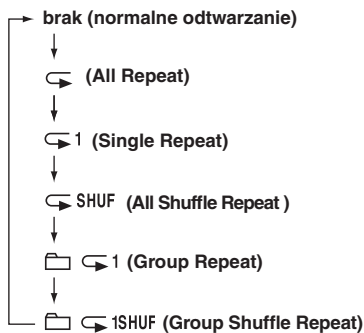 brak (normalne odtwarzanie)
(All Repeat)
1 (Single Repeat)
SHUF (All Shuffle Repeat )
1 (Group Repeat)
1SHUF (Group Shuffle Repeat)